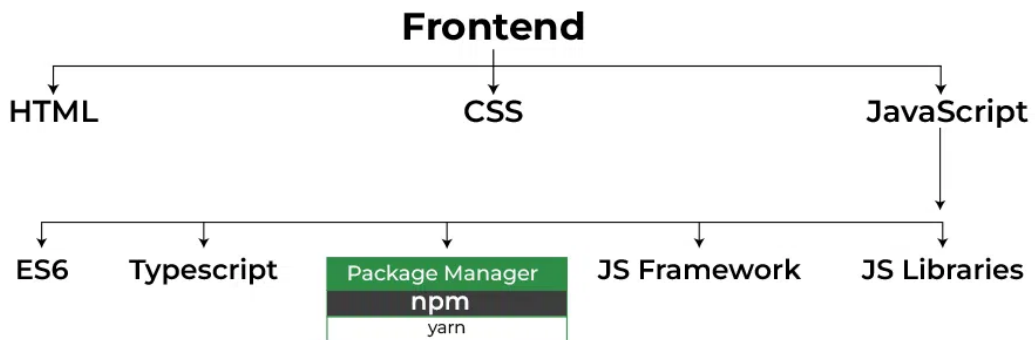 Frontend
HTML CSS JavaScript
ES6 Typescript Package Manager JS Framework JS Libraries
npm
yarn